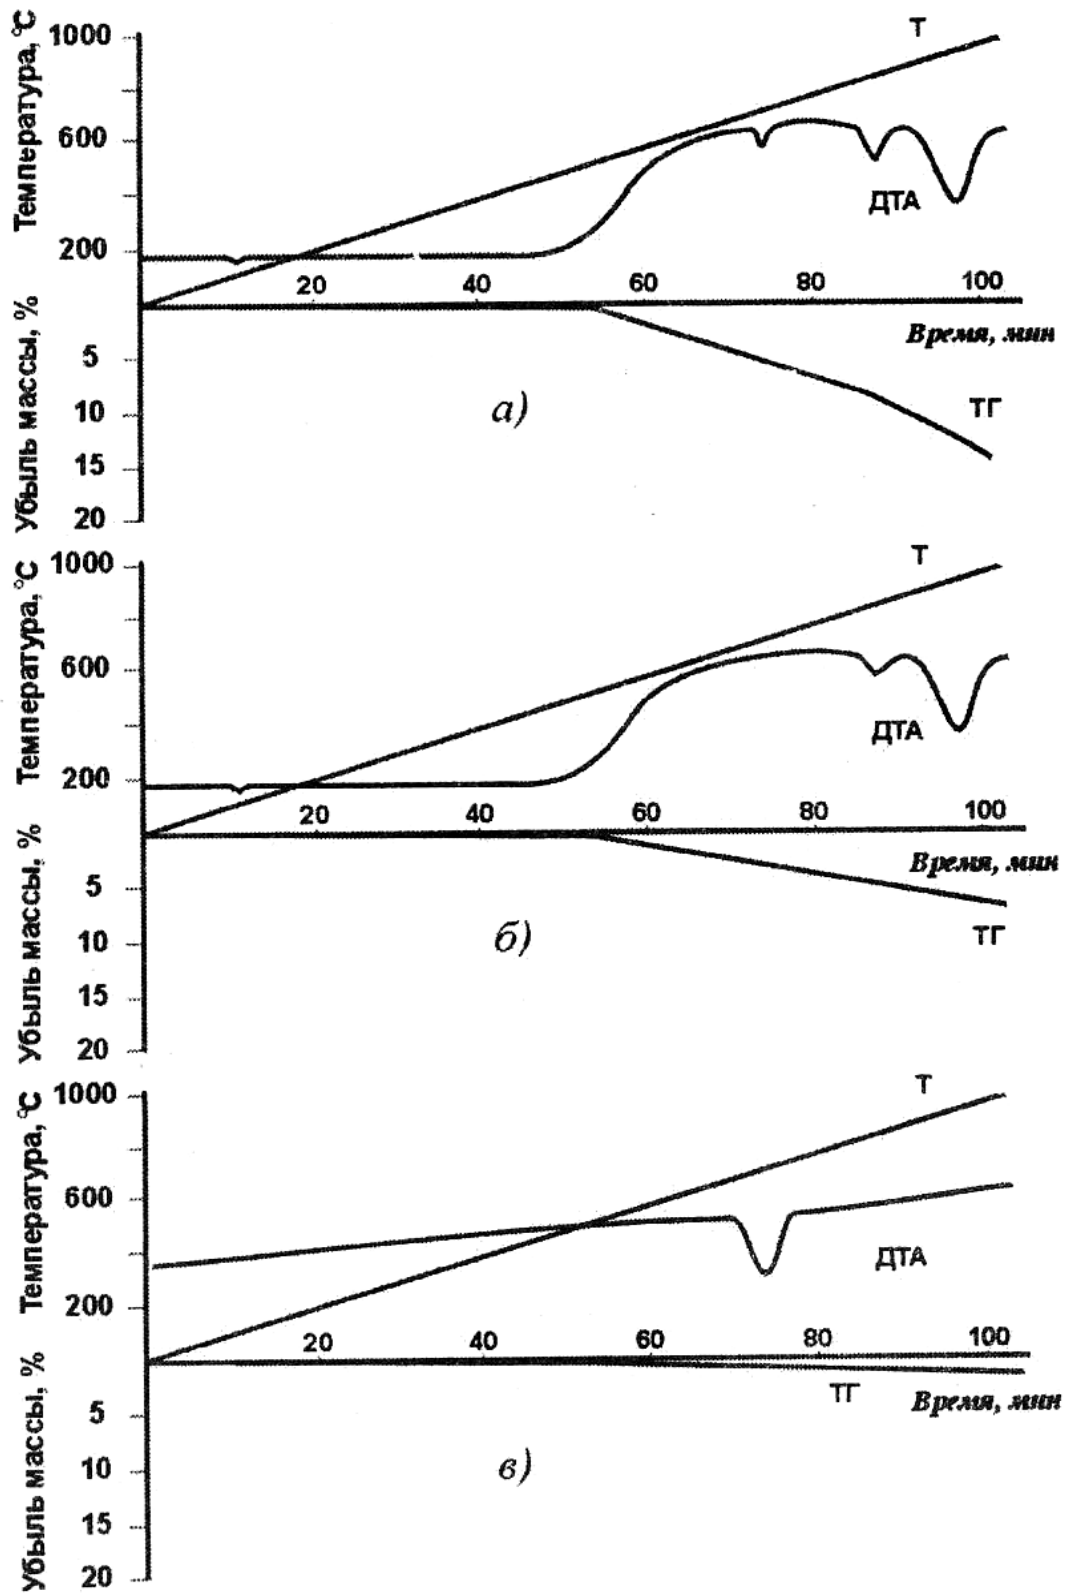 Температура, °С
1000
600
200
Т
ДТА
20 40 60 80 100
Время, мин
Убыль массы, %
5
10
15
20
ТГ
а)
Температура, °С
1000
600
200
Т
ДТА
20 40 60 80 100
Время, мин
Убыль массы, %
5
10
15
20
ТГ
б)
Температура, °С
1000
600
200
Т
ДТА
20 40 60 80 100
ТГ
Время, мин
Убыль массы, %
5
10
15
20
в)